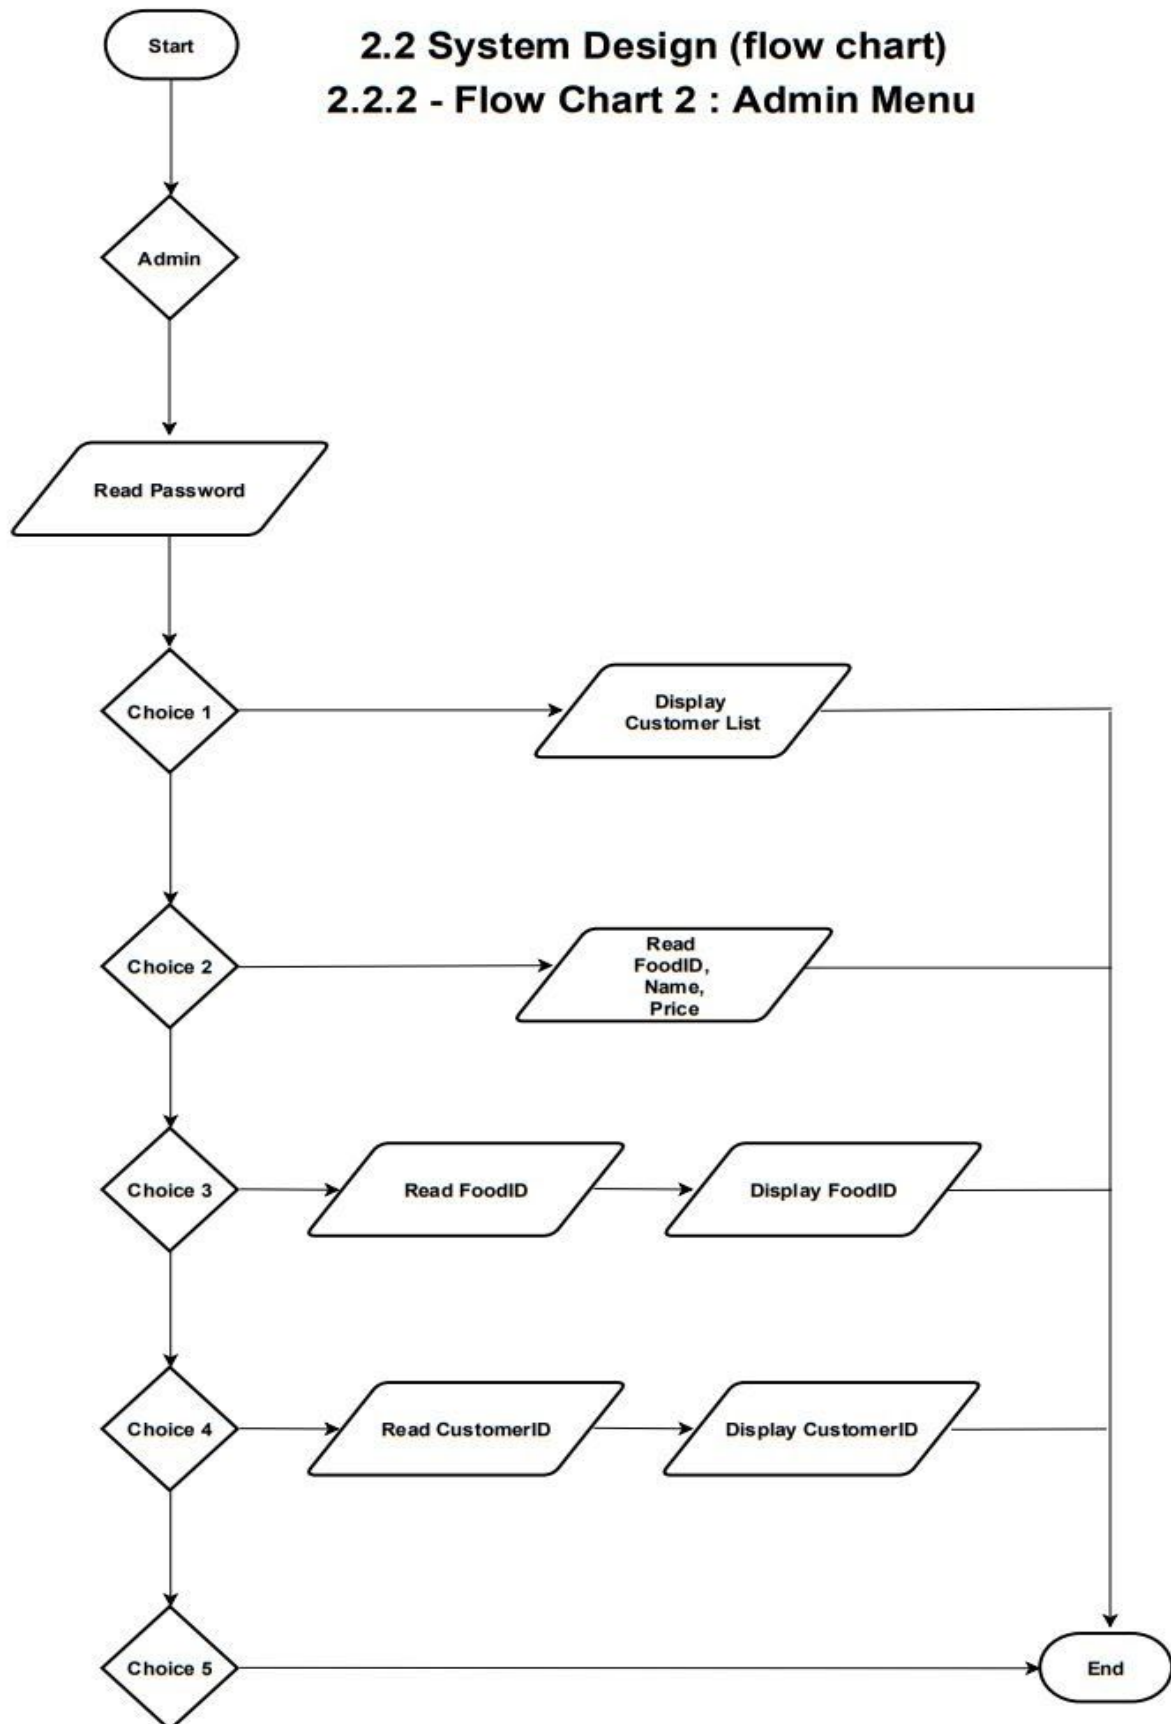 Start
2.2 System Design (flow chart)
2.2.2 - Flow Chart 2 : Admin Menu
Admin
Read Password
Choice 1
Display
Customer List
Choice 2
Read
FoodID,
Name,
Price
Choice 3
Read FoodID
Display FoodID
Choice 4
Read CustomerID
Display CustomerID
Choice 5
End